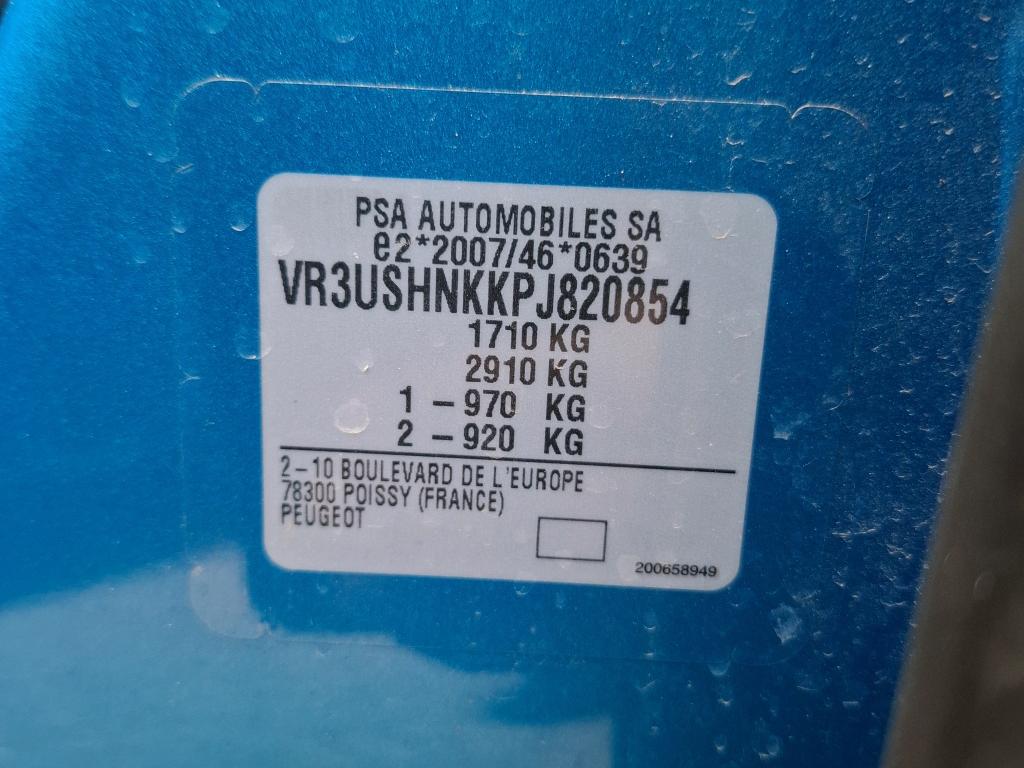 PSA AUTOMOBILES SA
e2*2007/46*0639
VR3USHNKKPJ820854
1710 KG
2910 KG
1 – 970 KG
2 – 920 KG
2–10 BOULEVARD DE L'EUROPE
78300 POISSY (FRANCE)
PEUGEOT
200658949